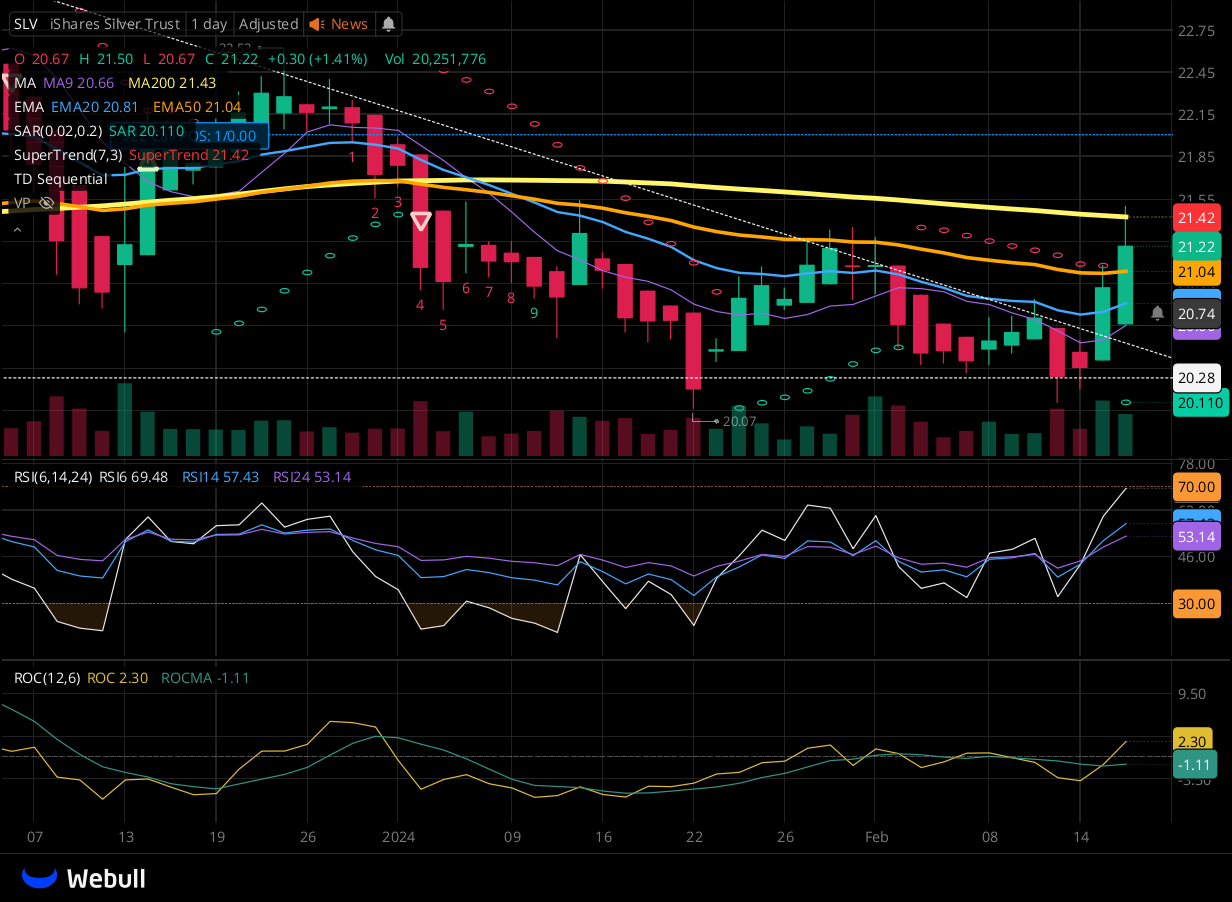 SLV iShares Silver Trust 1 day Adjusted News
O 20.67 H 21.50 L 20.67 C 21.22 +0.30 (+1.41%) Vol 20,251,776
MA MA9 20.66 MA200 21.43
EMA EMA20 20.81 EMA50 21.04
SAR(0.02,0.2) SAR 20.110
OS: 1/0.00
SuperTrend(7,3) SuperTrend 21.42
TD Sequential
VP
22.75
22.45
22.15
21.85
21.55
21.42
21.22
21.04
20.74
20.28
20.110
1
2
3
4
5
6
7
8
9
20.07
RSI(6,14,24) RSI6 69.48 RSI14 57.43 RSI24 53.14
78.00
70.00
53.14
46.00
30.00
ROC(12,6) ROC 2.30 ROCMA -1.11
9.50
2.30
-1.11
07 13 19 26 2024 09 16 22 26 Feb 08 14
Webull